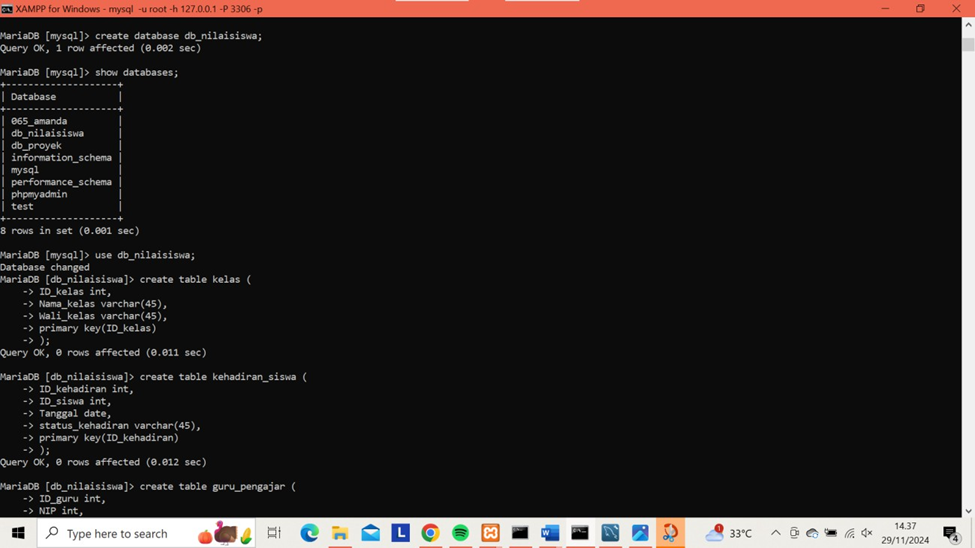 XAMPP for Windows - mysql -u root -h 127.0.0.1 -P 3306 -p
MariaDB [mysql]> create database db_nilaisiswa;
Query OK, 1 row affected (0.002 sec)
MariaDB [mysql]> show databases;
+--------------------+
| Database           |
+--------------------+
| 065_amanda         |
| db_nilaisiswa      |
| db_proyek          |
| information_schema |
| mysql              |
| performance_schema |
| phpmyadmin         |
| test               |
+--------------------+
8 rows in set (0.001 sec)
MariaDB [mysql]> use db_nilaisiswa;
Database changed
MariaDB [db_nilaisiswa]> create table kelas (
    -> ID_kelas int,
    -> Nama_kelas varchar(45),
    -> Wali_kelas varchar(45),
    -> primary key(ID_kelas)
    -> );
Query OK, 0 rows affected (0.011 sec)
MariaDB [db_nilaisiswa]> create table kehadiran_siswa (
    -> ID_kehadiran int,
    -> ID_siswa int,
    -> Tanggal date,
    -> status_kehadiran varchar(45),
    -> primary key(ID_kehadiran)
    -> );
Query OK, 0 rows affected (0.012 sec)
MariaDB [db_nilaisiswa]> create table guru_pengajar (
    -> ID_guru int,
    -> NIP int,
Type here to search
L
W
1
33°C
14.37
29/11/2024
4